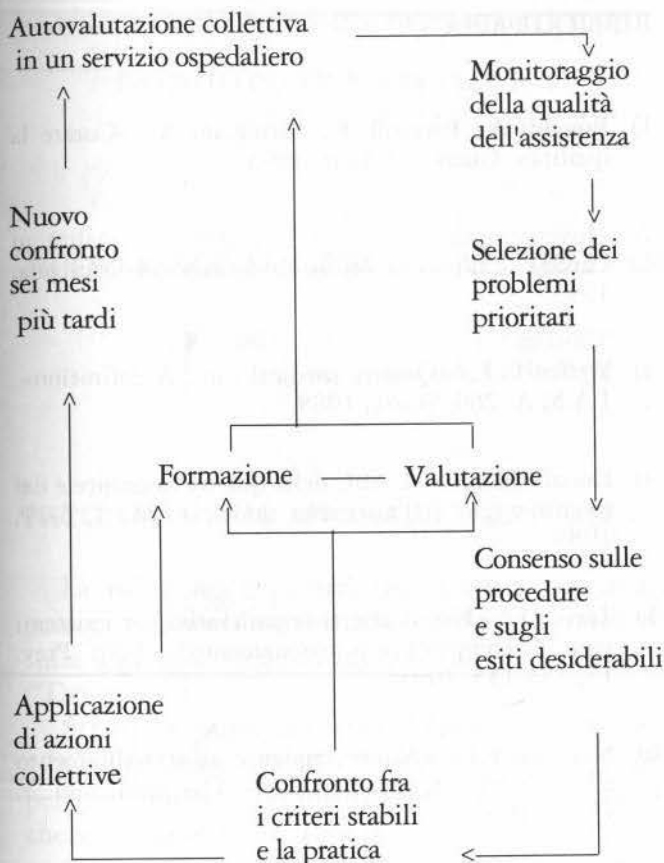 Autovalutazione collettiva
in un servizio ospedaliero
Monitoraggio
della qualità
dell'assistenza
Nuovo
confronto
sei mesi
più tardi
Selezione dei
problemi
prioritari
Formazione
Valutazione
Consenso sulle
procedure
e sugli
esiti desiderabili
Applicazione
di azioni
collettive
Confronto fra
i criteri stabili
e la pratica